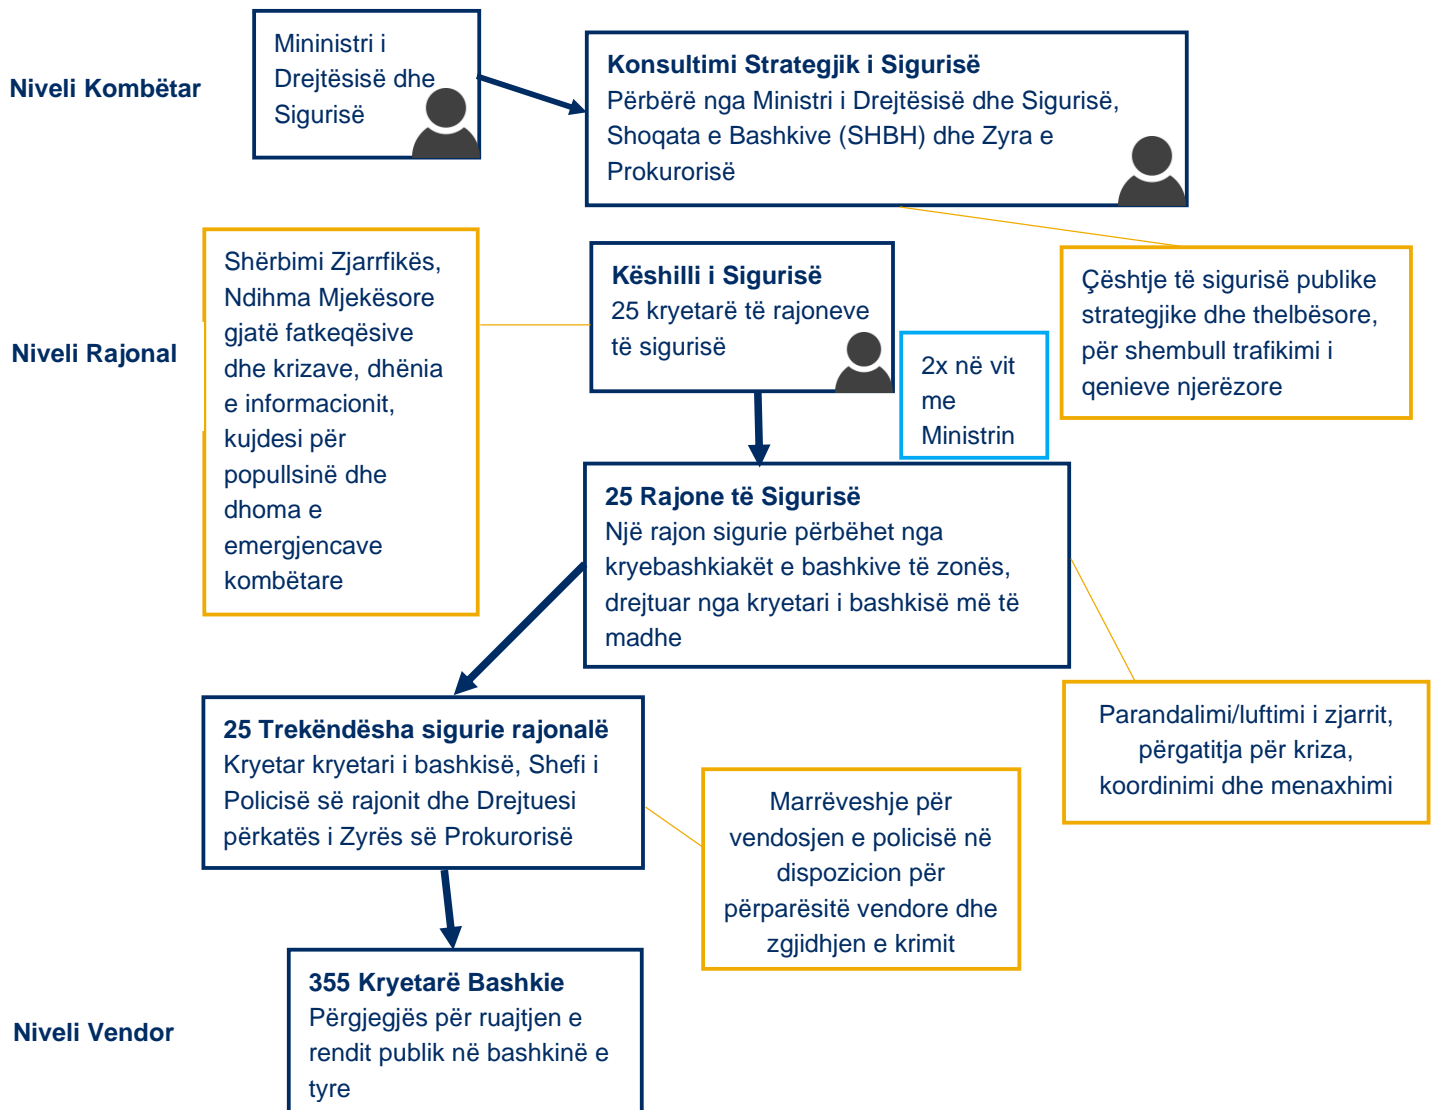 Niveli Kombëtar
Mininistri i
Drejtësisë dhe
Sigurisë
Konsultimi Strategjik i Sigurisë
Përbërë nga Ministri i Drejtësisë dhe Sigurisë,
Shoqata e Bashkive (SHBH) dhe Zyra e
Prokurorisë
Niveli Rajonal
Shërbimi Zjarrfikës,
Ndihma Mjekësore
gjatë fatkeqësive
dhe krizave, dhënia
e informacionit,
kujdesi për
popullsinë dhe
dhoma e
emergjencave
kombëtare
Këshilli i Sigurisë
25 kryetarë të rajoneve
të sigurisë
2x në vit
me
Ministrin
Çështje të sigurisë publike
strategjike dhe thelbësore,
për shembull trafikimi i
qenieve njerëzore
25 Rajone të Sigurisë
Një rajon sigurie përbëhet nga
kryebashkiakët e bashkive të zonës,
drejtuar nga kryetari i bashkisë më të
madhe
25 Trekëndësha sigurie rajonalë
Kryetar kryetari i bashkisë, Shefi i
Policisë së rajonit dhe Drejtuesi
përkatës i Zyrës së Prokurorisë
Marrëveshje për
vendosjen e policisë në
dispozicion për
përparësitë vendore dhe
zgjidhjen e krimit
Parandalimi/luftimi i zjarrit,
përgatitja për kriza,
koordinimi dhe menaxhimi
Niveli Vendor
355 Kryetarë Bashkie
Përgjegjës për ruajtjen e
rendit publik në bashkinë e
tyre